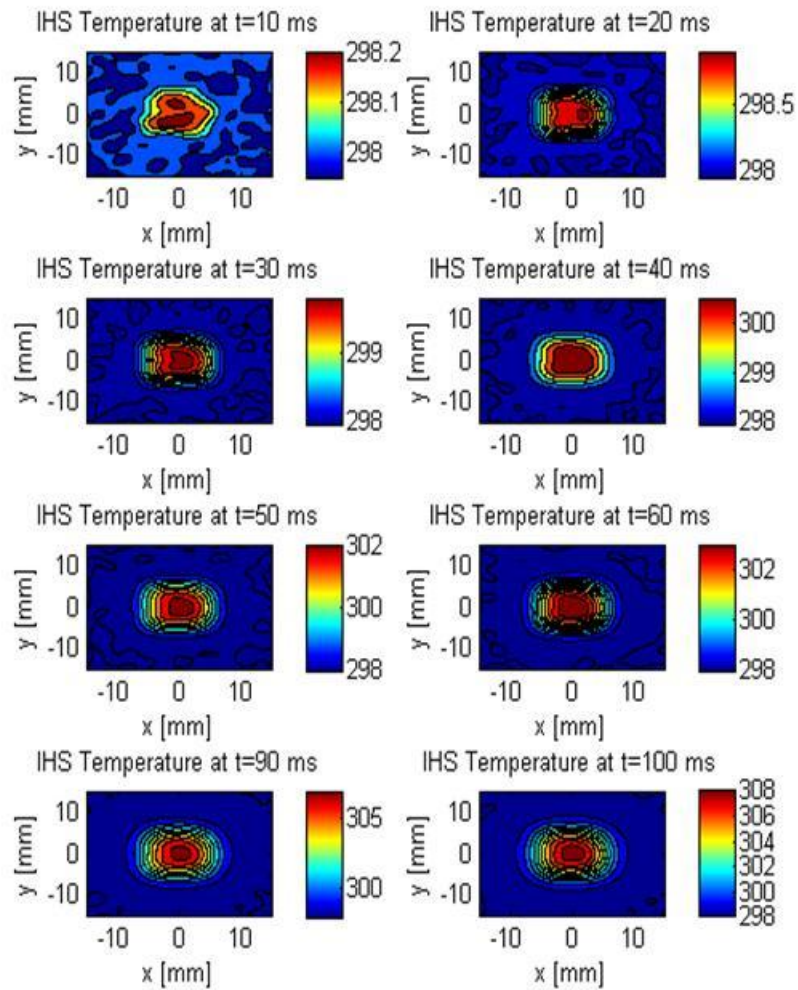 IHS Temperature at t=10 ms
10
0
-10
y [mm]
-10 0 10
x [mm]
298.2
298.1
298
IHS Temperature at t=20 ms
10
0
-10
y [mm]
-10 0 10
x [mm]
298.5
298
IHS Temperature at t=30 ms
10
0
-10
y [mm]
-10 0 10
x [mm]
299
298
IHS Temperature at t=40 ms
10
0
-10
y [mm]
-10 0 10
x [mm]
300
299
298
IHS Temperature at t=50 ms
10
0
-10
y [mm]
-10 0 10
x [mm]
302
300
298
IHS Temperature at t=60 ms
10
0
-10
y [mm]
-10 0 10
x [mm]
302
300
298
IHS Temperature at t=90 ms
10
0
-10
y [mm]
-10 0 10
x [mm]
305
300
IHS Temperature at t=100 ms
10
0
-10
y [mm]
-10 0 10
x [mm]
308
306
304
302
300
298